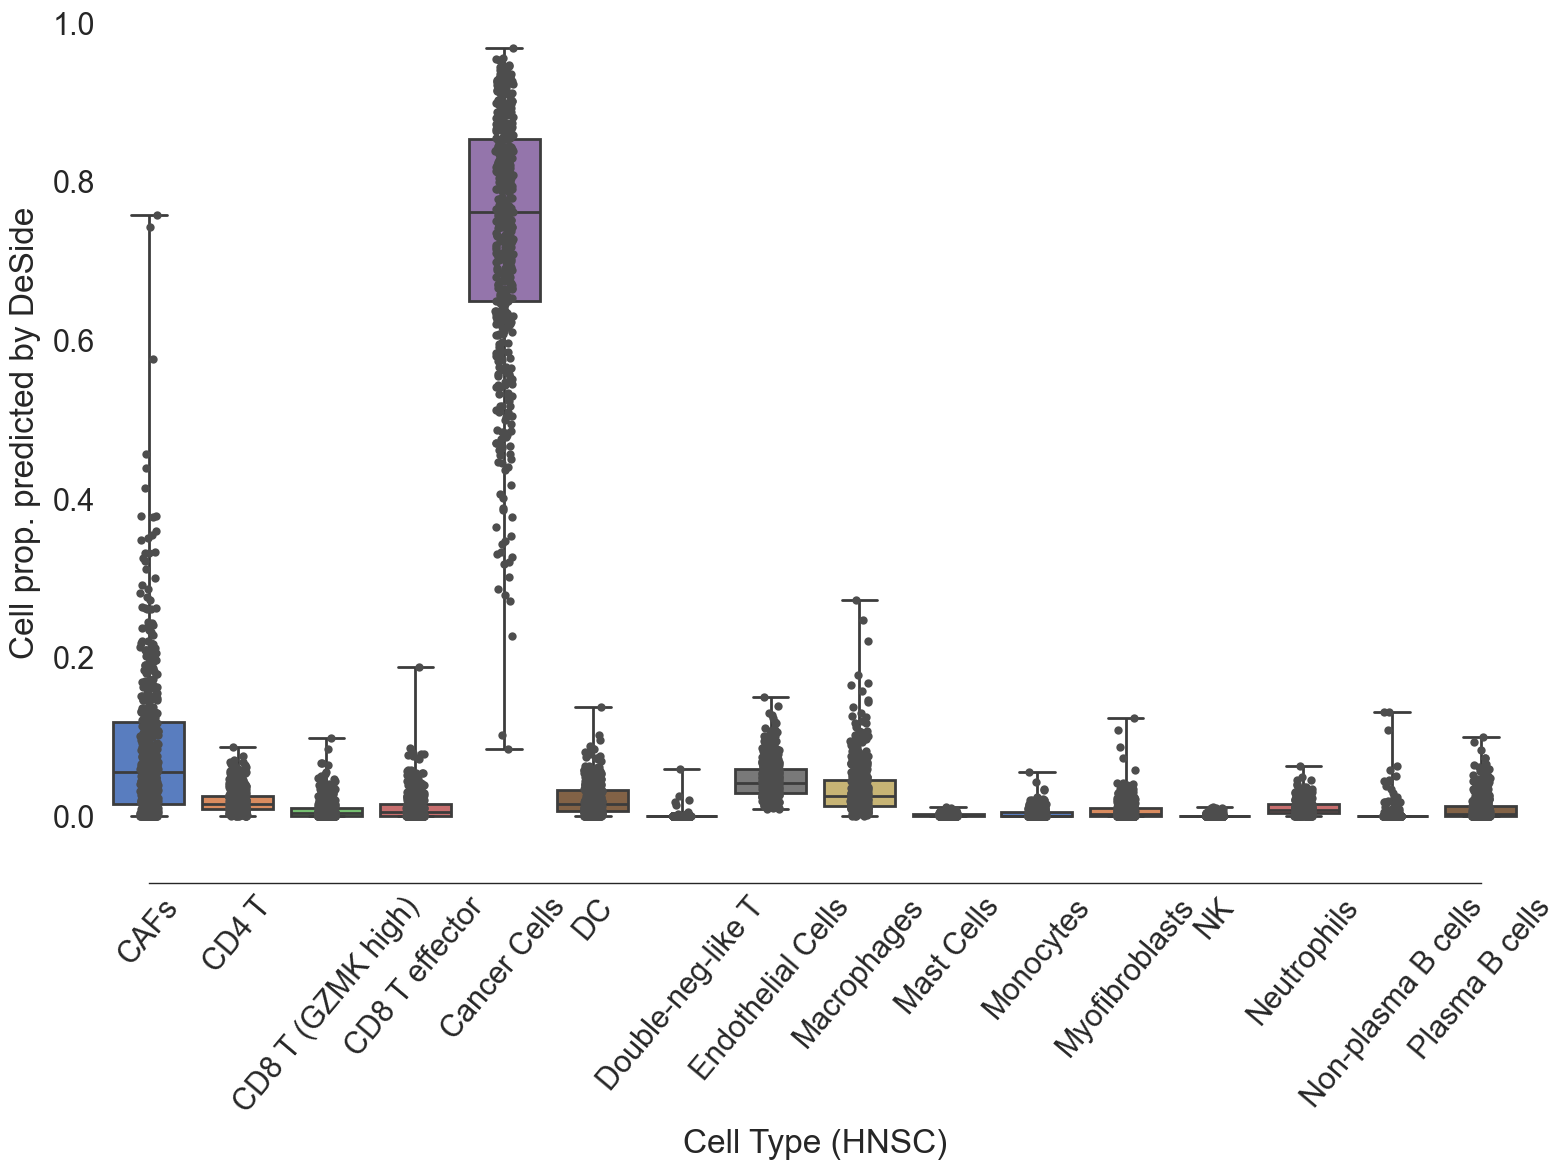 Cell prop. predicted by DeSide
1.0
0.8
0.6
0.4
0.2
0.0
CAFs
CD4 T
CD8 T (GZMK high)
CD8 T effector
Cancer Cells
DC
Double-neg-like T
Endothelial Cells
Macrophages
Mast Cells
Monocytes
Myofibroblasts
NK
Neutrophils
Non-plasma B cells
Plasma B cells
Cell Type (HNSC)